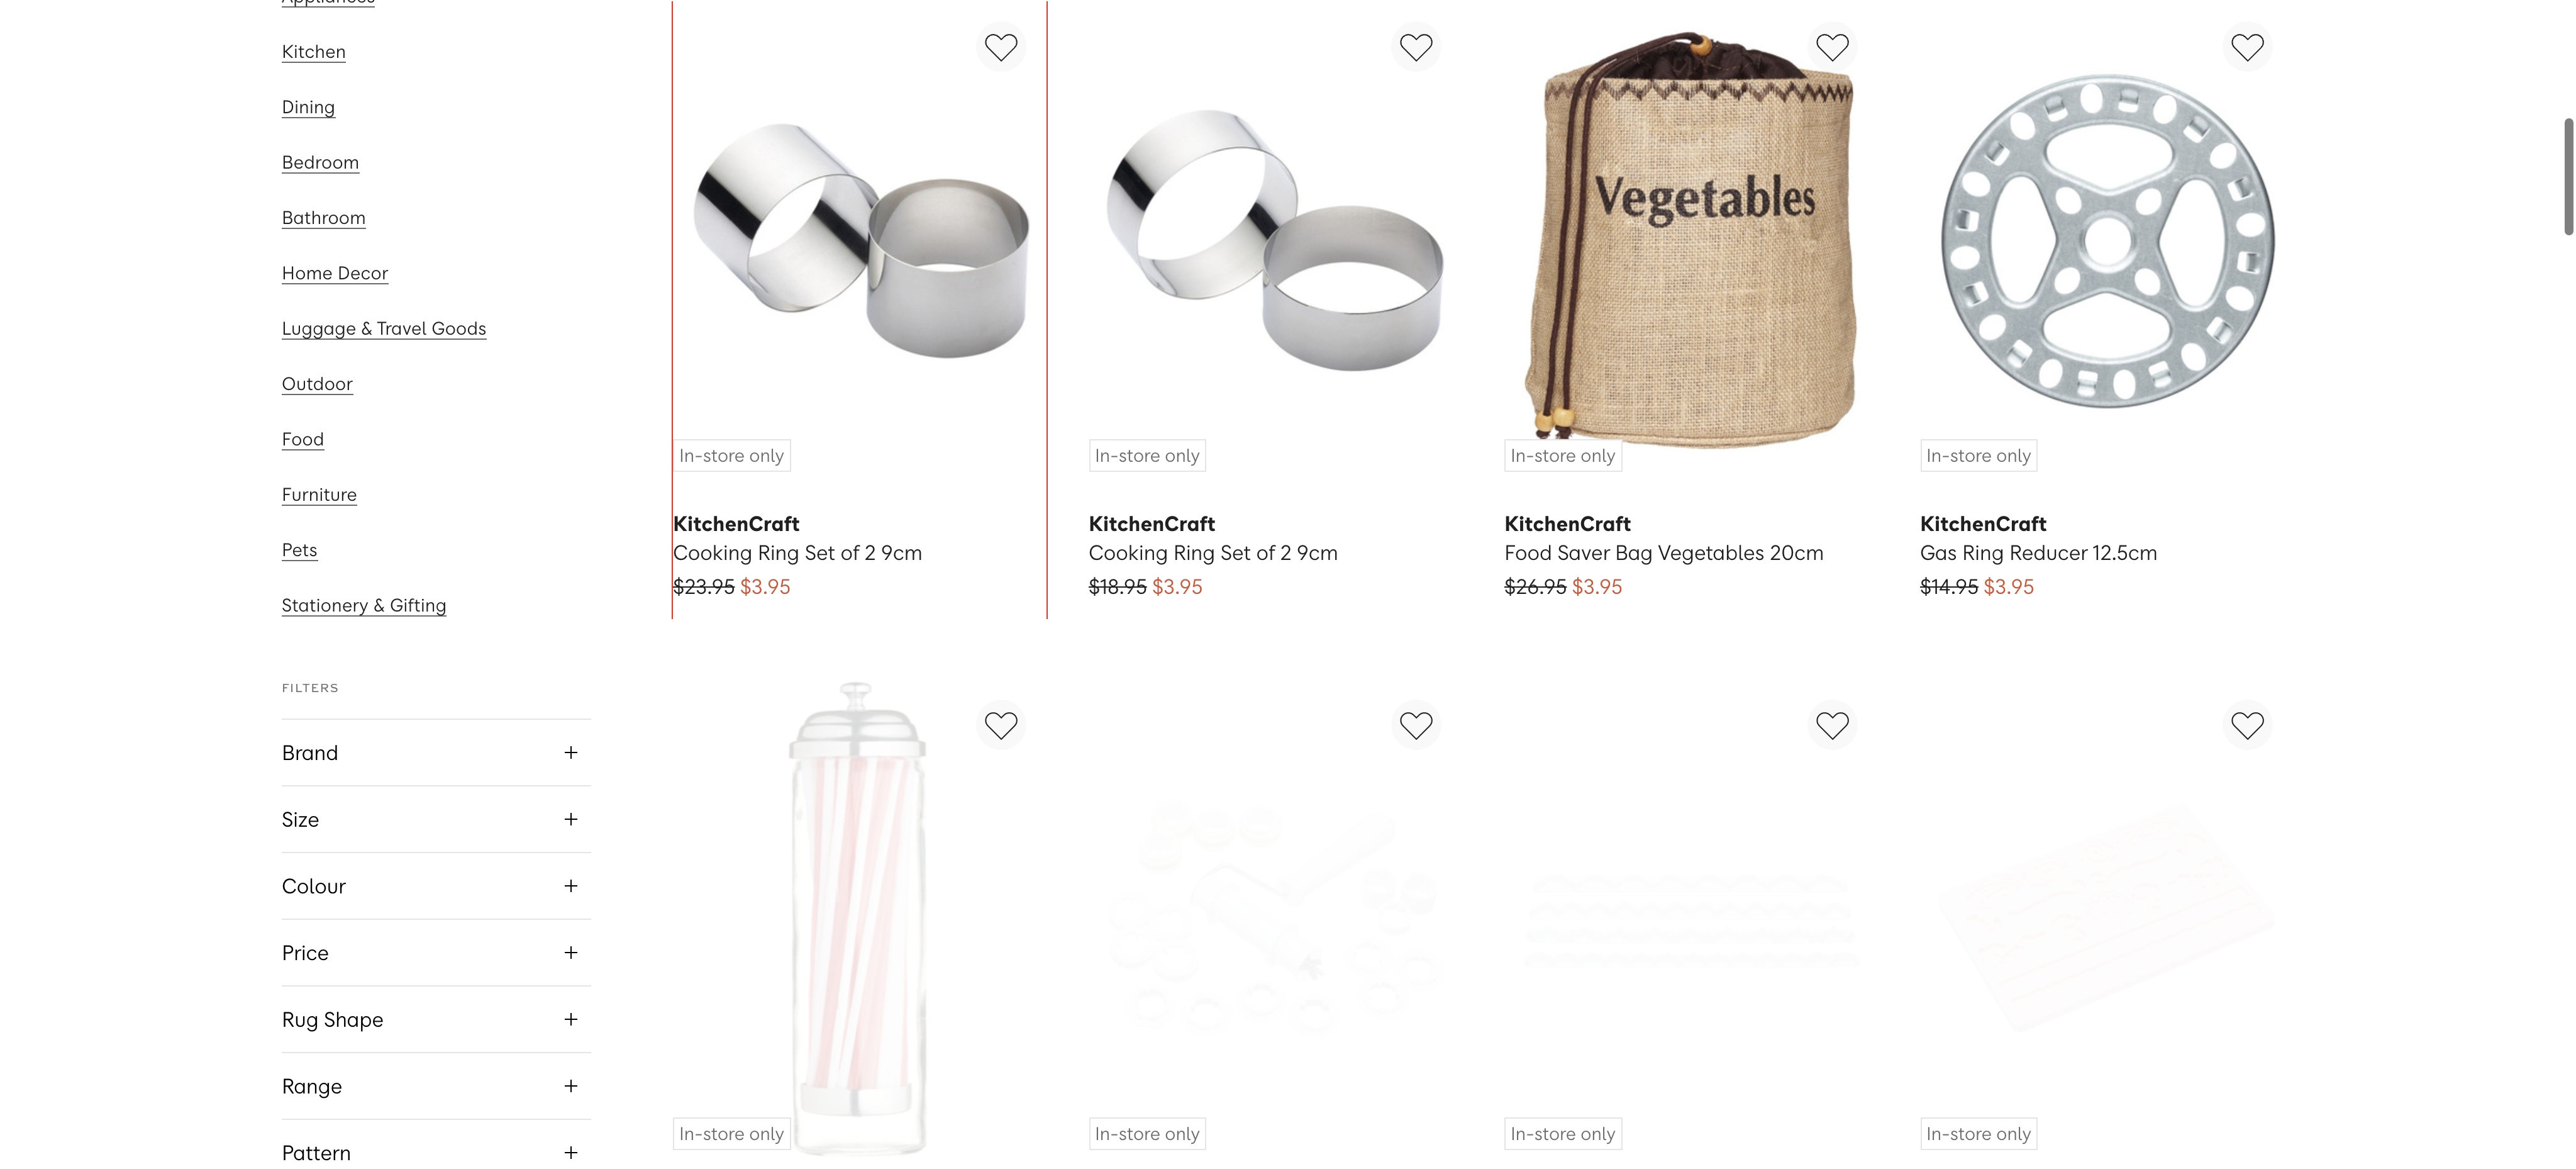 Appliances
Kitchen
Dining
Bedroom
Bathroom
Home Decor
Luggage & Travel Goods
Outdoor
Food
Furniture
Pets
Stationery & Gifting
FILTERS
Brand +
Size +
Colour +
Price +
Rug Shape +
Range +
Pattern +
Vegetables
In-store only
In-store only
In-store only
In-store only
KitchenCraft
Cooking Ring Set of 2 9cm
$23.95 $3.95
KitchenCraft
Cooking Ring Set of 2 9cm
$18.95 $3.95
KitchenCraft
Food Saver Bag Vegetables 20cm
$26.95 $3.95
KitchenCraft
Gas Ring Reducer 12.5cm
$14.95 $3.95
In-store only
In-store only
In-store only
In-store only